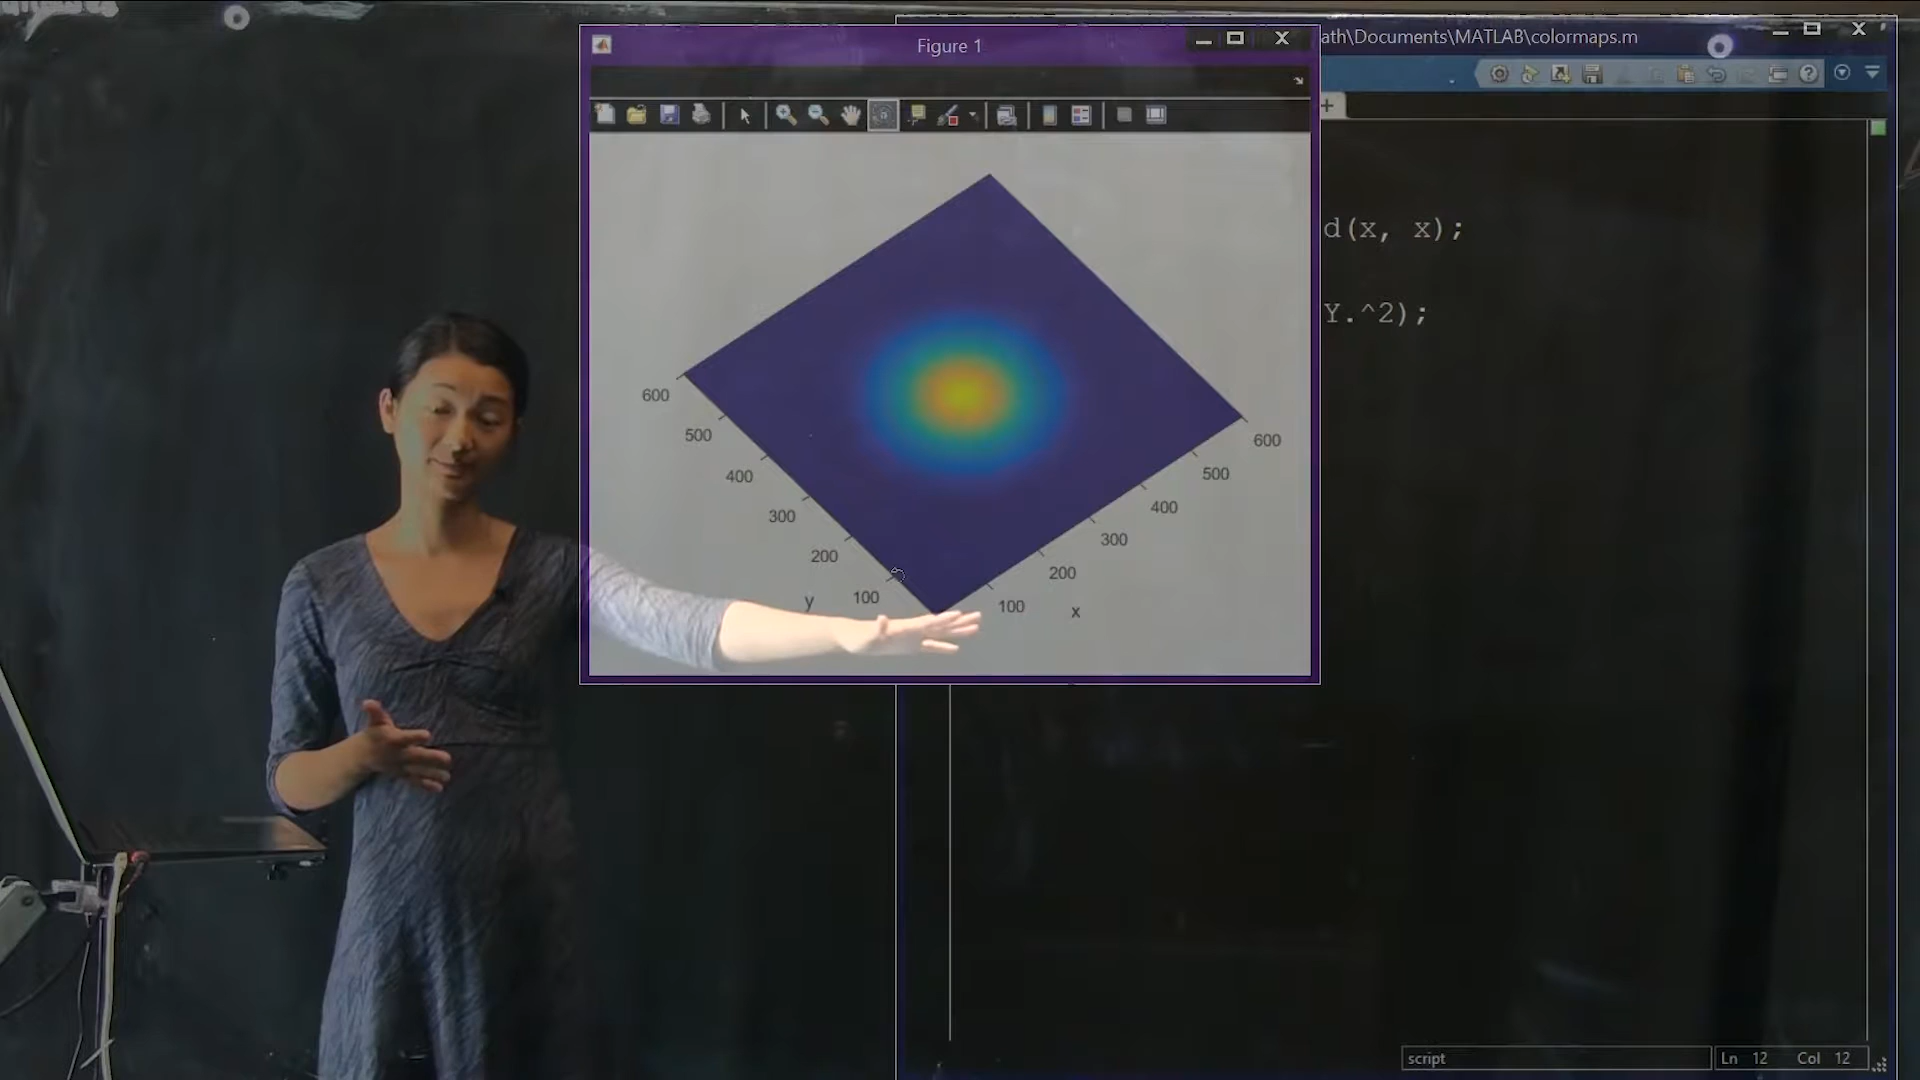 Figure 1
ath\Documents\MATLAB\colormaps.m
d(x, x);
Y.^2);
600
500
400
300
200
100
y
600
500
400
300
200
100
x
script
Ln 12 Col 12